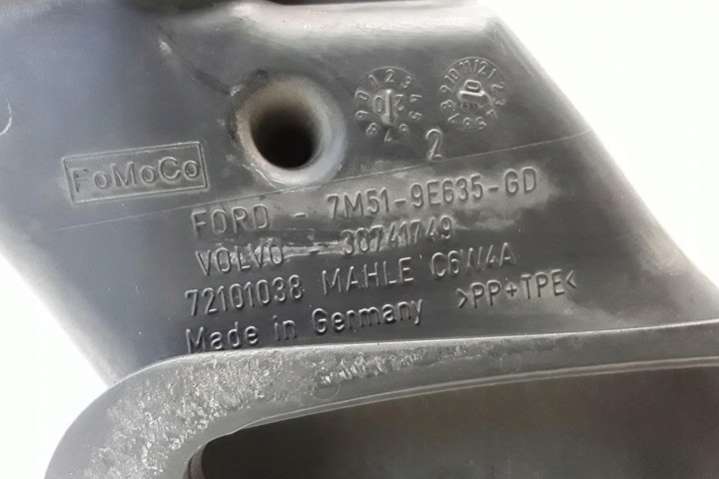 FoMoCo
2
FORD - 7M51-9E635-GD
VOLVO - 30741749
72101038 MAHLE C6W4A
Made in Germany >PP+TPE<